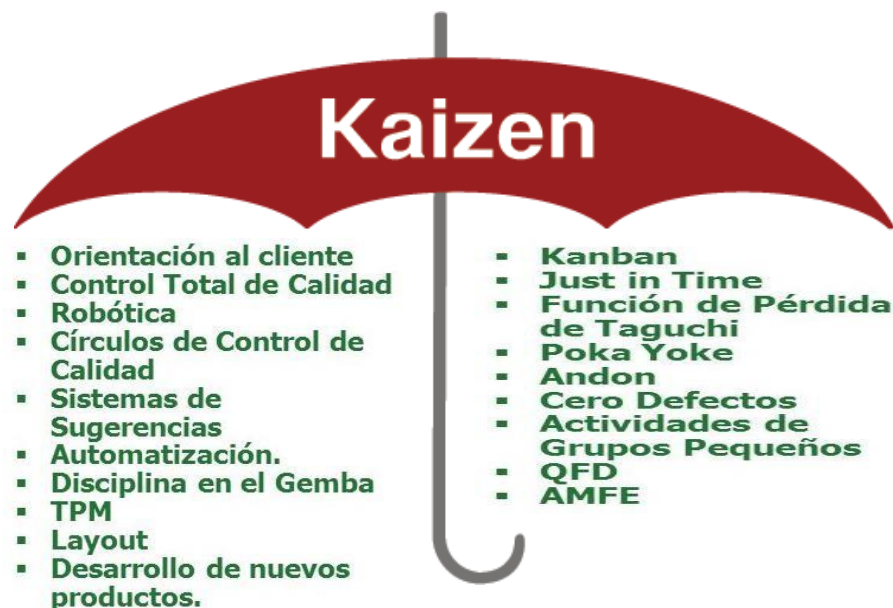 Kaizen
▪ Orientación al cliente
▪ Control Total de Calidad
▪ Robótica
▪ Círculos de Control de
Calidad
▪ Sistemas de
Sugerencias
▪ Automatización.
▪ Disciplina en el Gemba
▪ TPM
▪ Layout
▪ Desarrollo de nuevos
productos.
▪ Kanban
▪ Just in Time
▪ Función de Pérdida
de Taguchi
▪ Poka Yoke
▪ Andon
▪ Cero Defectos
▪ Actividades de
Grupos Pequeños
▪ QFD
▪ AMFE